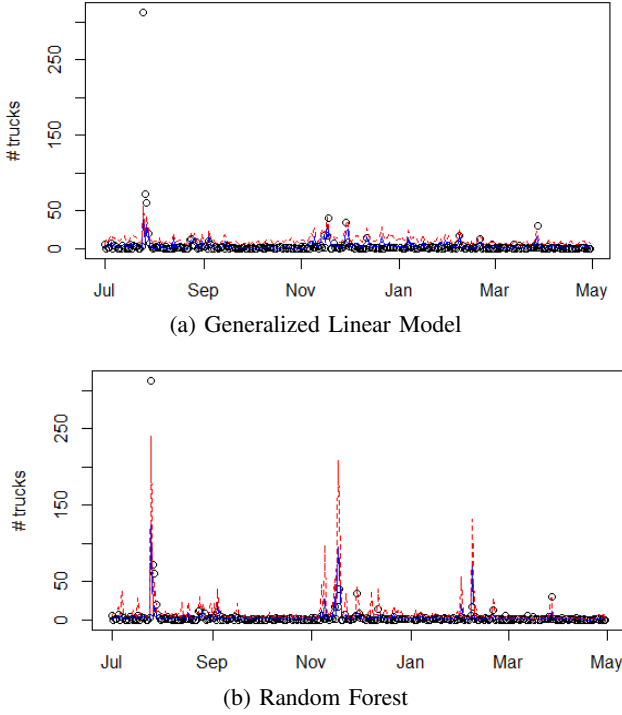 # trucks
250
150
50
0
Jul Sep Nov Jan Mar May
(a) Generalized Linear Model
# trucks
250
150
50
0
Jul Sep Nov Jan Mar May
(b) Random Forest